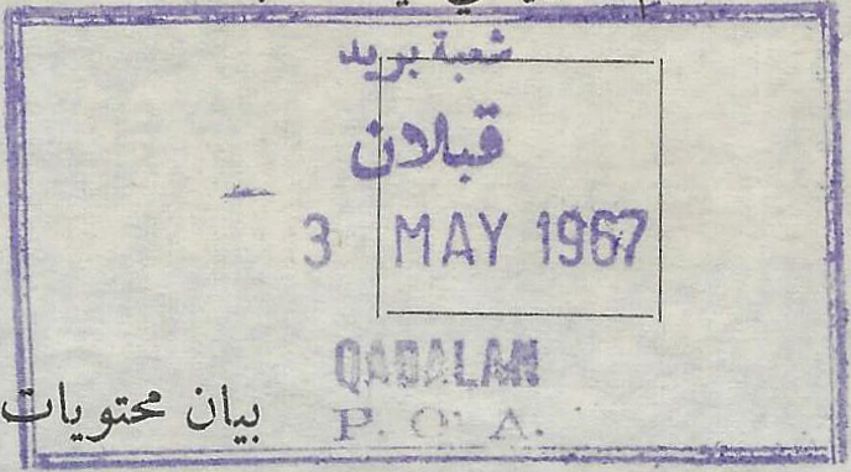 شعبة بريد
قبلان
3 MAY 1967
QABALAN
بيان محتويات
P. O. A.